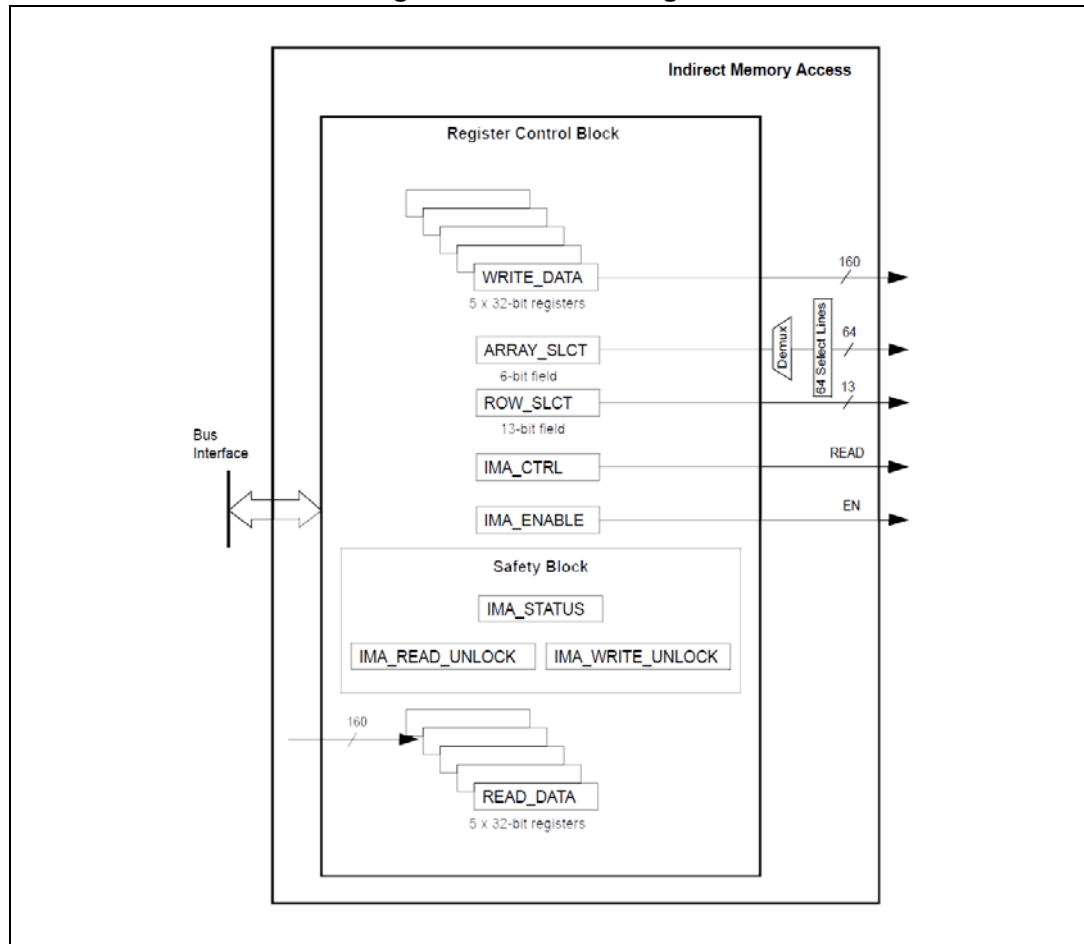 Indirect Memory Access
Register Control Block
160
WRITE_DATA
5 x 32-bit registers
Demux
64 Select Lines
64
ARRAY_SLCT
6-bit field
13
ROW_SLCT
13-bit field
Bus
Interface
READ
IMA_CTRL
EN
IMA_ENABLE
Safety Block
IMA_STATUS
IMA_READ_UNLOCK IMA_WRITE_UNLOCK
160
READ_DATA
5 x 32-bit registers